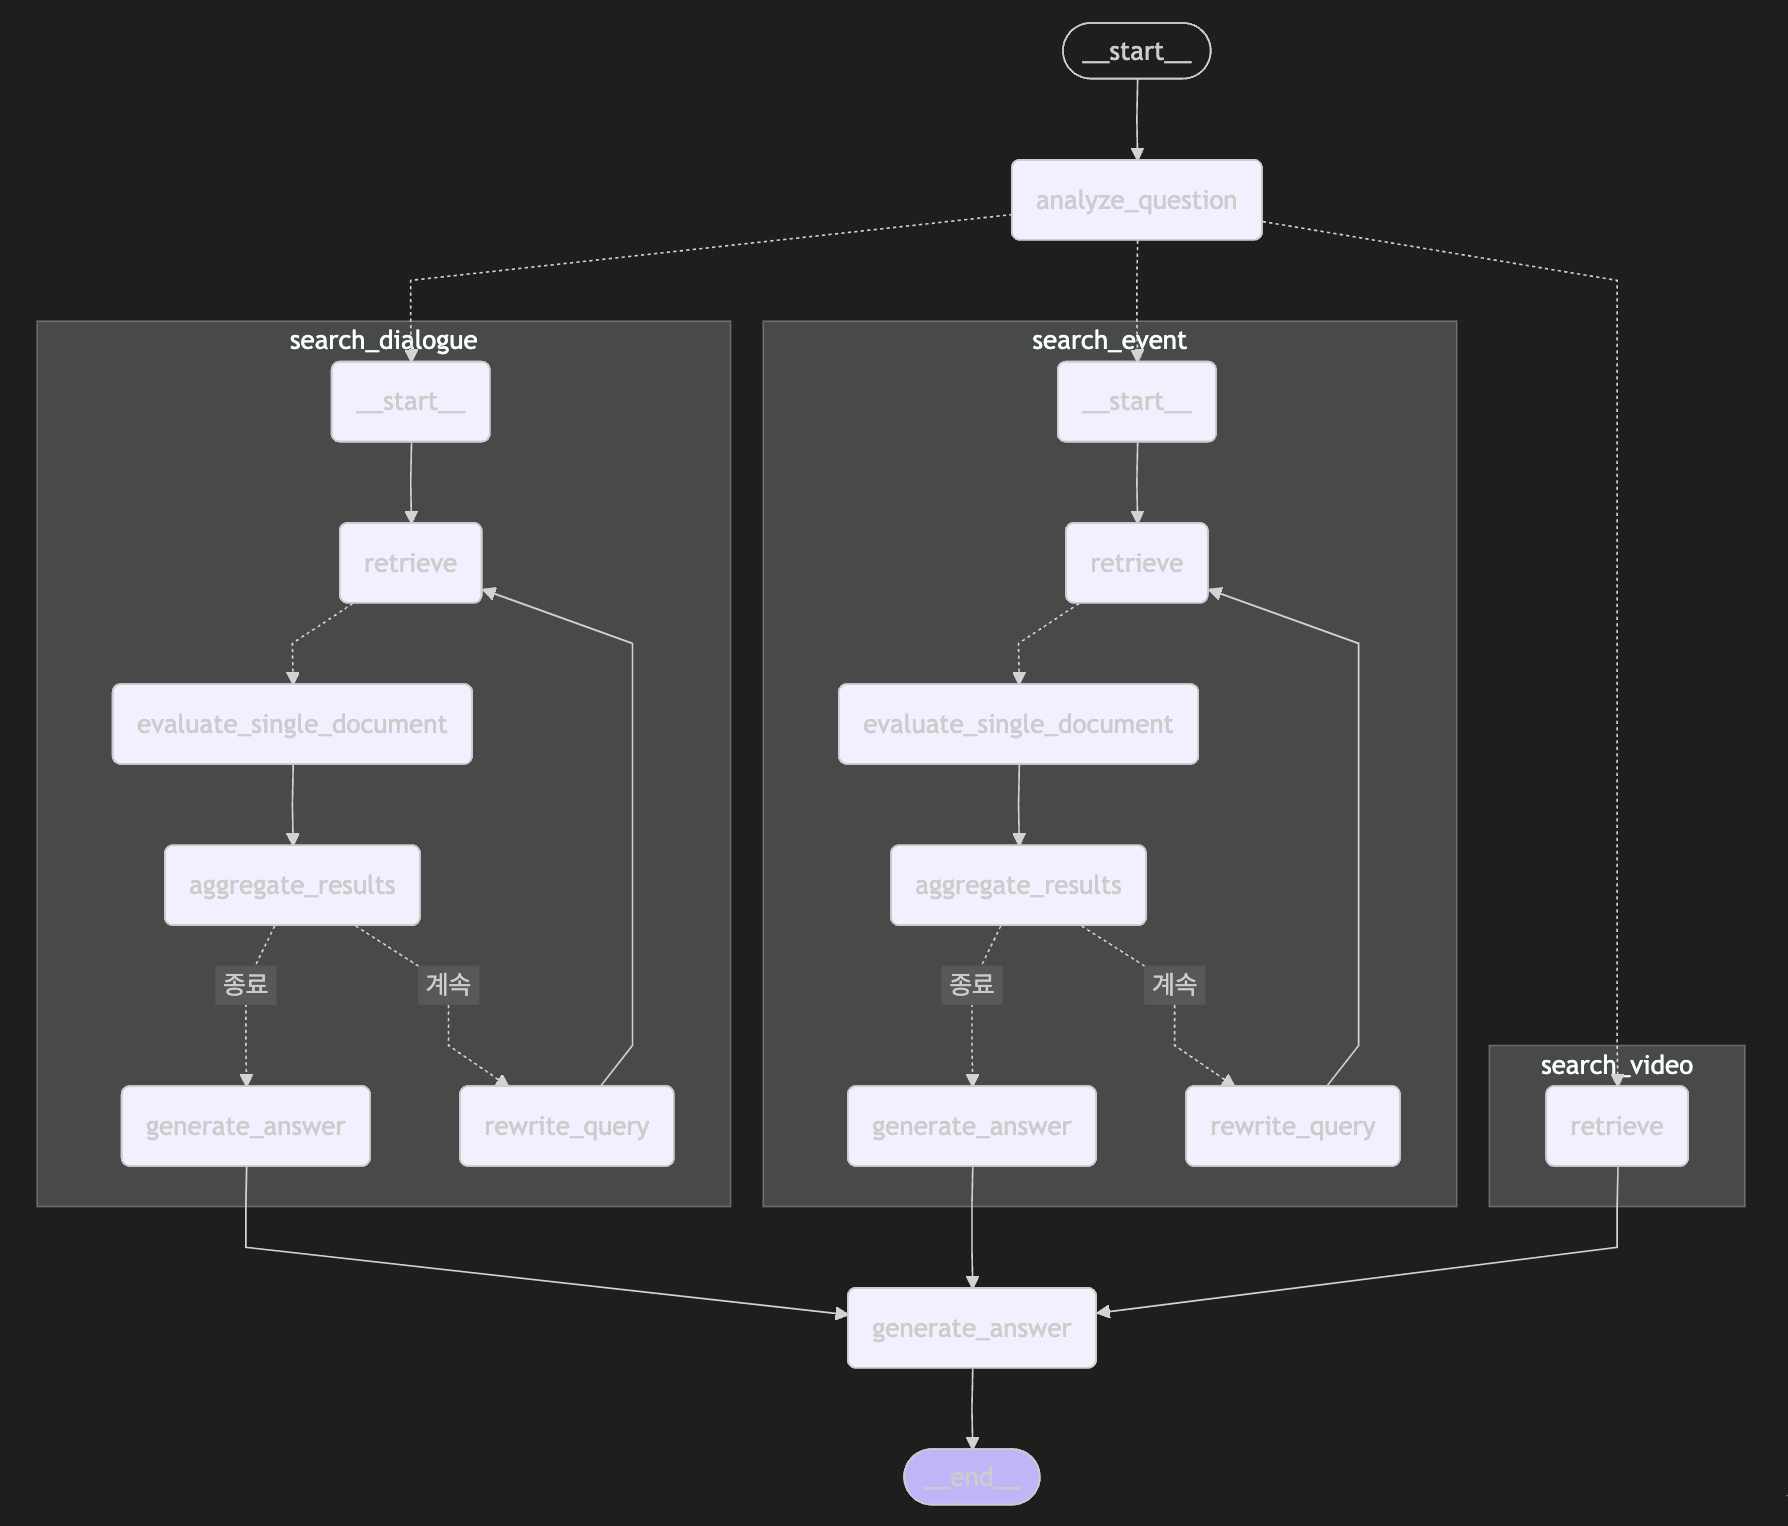 __start__
analyze_question
search_dialogue
search_event
__start__
__start__
retrieve
retrieve
evaluate_single_document
evaluate_single_document
aggregate_results
aggregate_results
종료
계속
종료
계속
search_video
generate_answer
rewrite_query
generate_answer
rewrite_query
retrieve
generate_answer
__end__